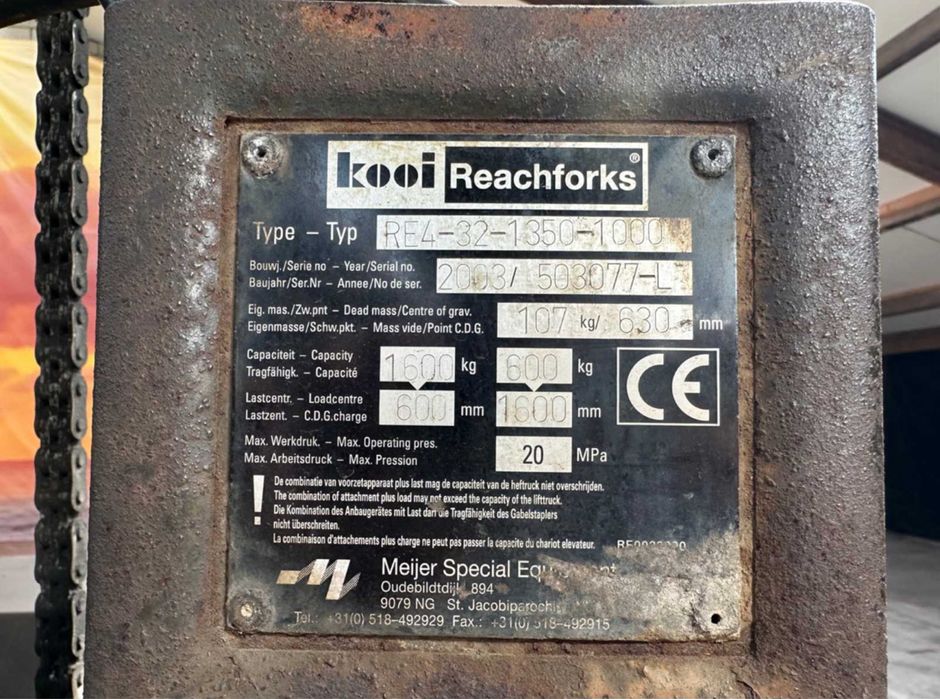 kooi Reachforks®
Type – Typ RE4-32-1350-1000
Bouwj./Serie no – Year/Serial no.
Baujahr/Ser.Nr – Annee/No de ser.
2003/ 503077-L
Eig. mas./Zw.pnt – Dead mass/Centre of grav.
Eigenmasse/Schw.pkt. – Mass vide/Point C.D.G.
107 kg/ 630 mm
Capaciteit – Capacity
Tragfähigk. – Capacité
1600 kg 600 kg
Lastcentr. – Loadcentre
Lastzent. – C.D.G.charge
600 mm 1600 mm
CE
Max. Werkdruk. – Max. Operating pres.
Max. Arbeitsdruck – Max. Pression
20 MPa
! De combinatie van voorzetapparaat plus last mag de capaciteit van de heftruck niet overschrijden.
The combination of attachment plus load may not exceed the capacity of the lifttruck.
Die Kombination des Anbaugerätes mit Last darf die Tragfähigkeit des Gabelstaplers
nicht überschreiten.
La combinaison d'attachements plus charge ne peut pas passer la capacite du chariot elevateur.
Meijer Special
Oudebildtdijk 894
9079 NG St.
Tel.: +31(0) 518-492929 Fax.: +31(0) 518-492915